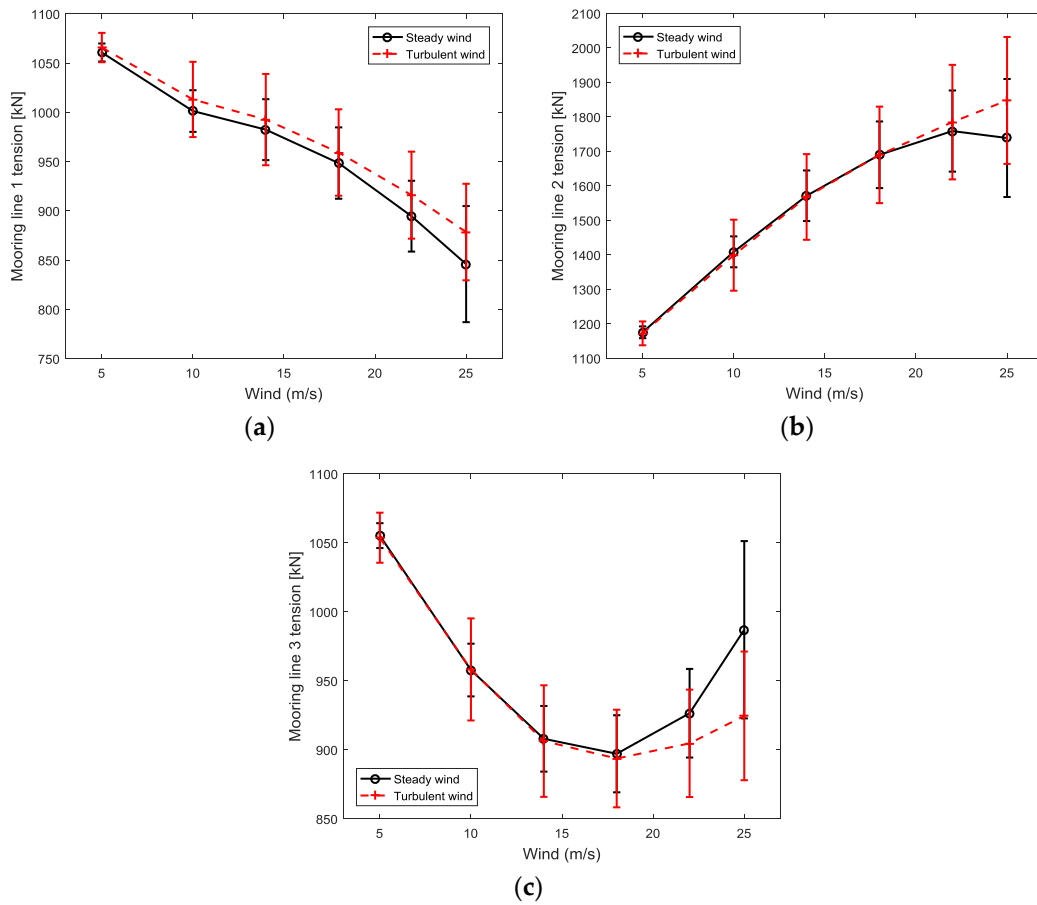 1100
1050
1000
950
900
850
800
750
5
10
15
20
25
Mooring line 1 tension [kN]
Wind (m/s)
Steady wind
Turbulent wind
(a)
2100
2000
1900
1800
1700
1600
1500
1400
1300
1200
1100
5
10
15
20
25
Mooring line 2 tension [kN]
Wind (m/s)
Steady wind
Turbulent wind
(b)
1100
1050
1000
950
900
850
5
10
15
20
25
Mooring line 3 tension [kN]
Wind (m/s)
Steady wind
Turbulent wind
(c)